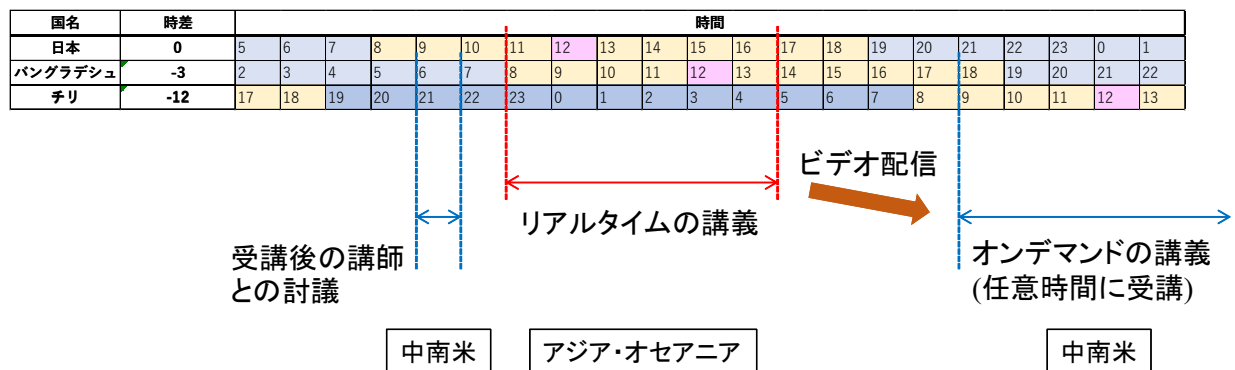 国名 時差 時間
日本 0 5 6 7 8 9 10 11 12 13 14 15 16 17 18 19 20 21 22 23 0 1
バングラデシュ -3 2 3 4 5 6 7 8 9 10 11 12 13 14 15 16 17 18 19 20 21 22
チリ -12 17 18 19 20 21 22 23 0 1 2 3 4 5 6 7 8 9 10 11 12 13
ビデオ配信
リアルタイムの講義
受講後の講師
との討議
オンデマンドの講義
(任意時間に受講)
中南米 アジア・オセアニア 中南米